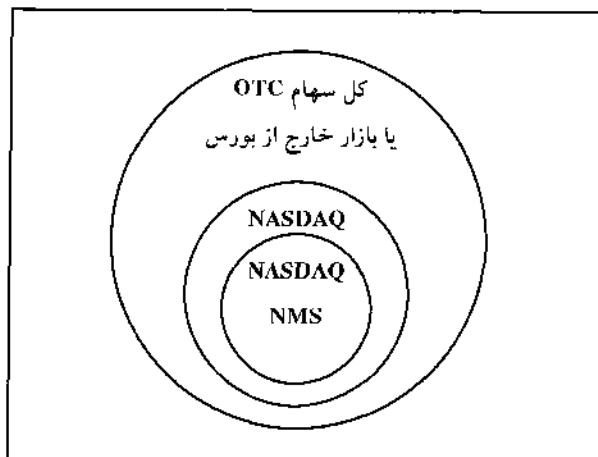 کل سهام OTC
یا بازار خارج از بورس
NASDAQ
NASDAQ
NMS